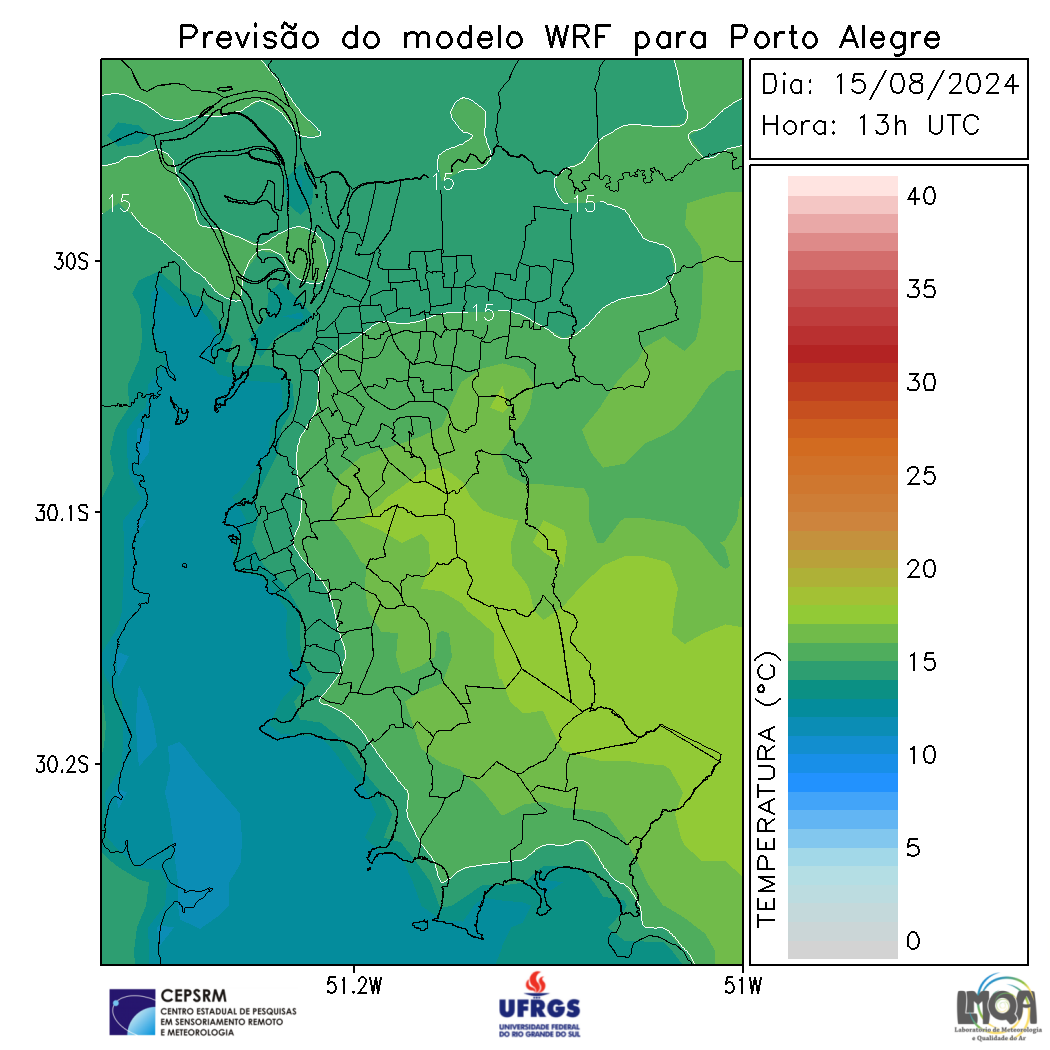 Previsão do modelo WRF para Porto Alegre
Dia: 15/08/2024
Hora: 13h UTC
15
15
15
15
30S
30.1S
30.2S
51.2W
51W
40
35
30
25
20
15
10
5
0
TEMPERATURA (°C)
CEPSRM
CENTRO ESTADUAL DE PESQUISAS
EM SENSORIAMENTO REMOTO
E METEOROLOGIA
UFRGS
UNIVERSIDADE FEDERAL
DO RIO GRANDE DO SUL
LMQA
Laboratório de Meteorologia
e Qualidade do Ar